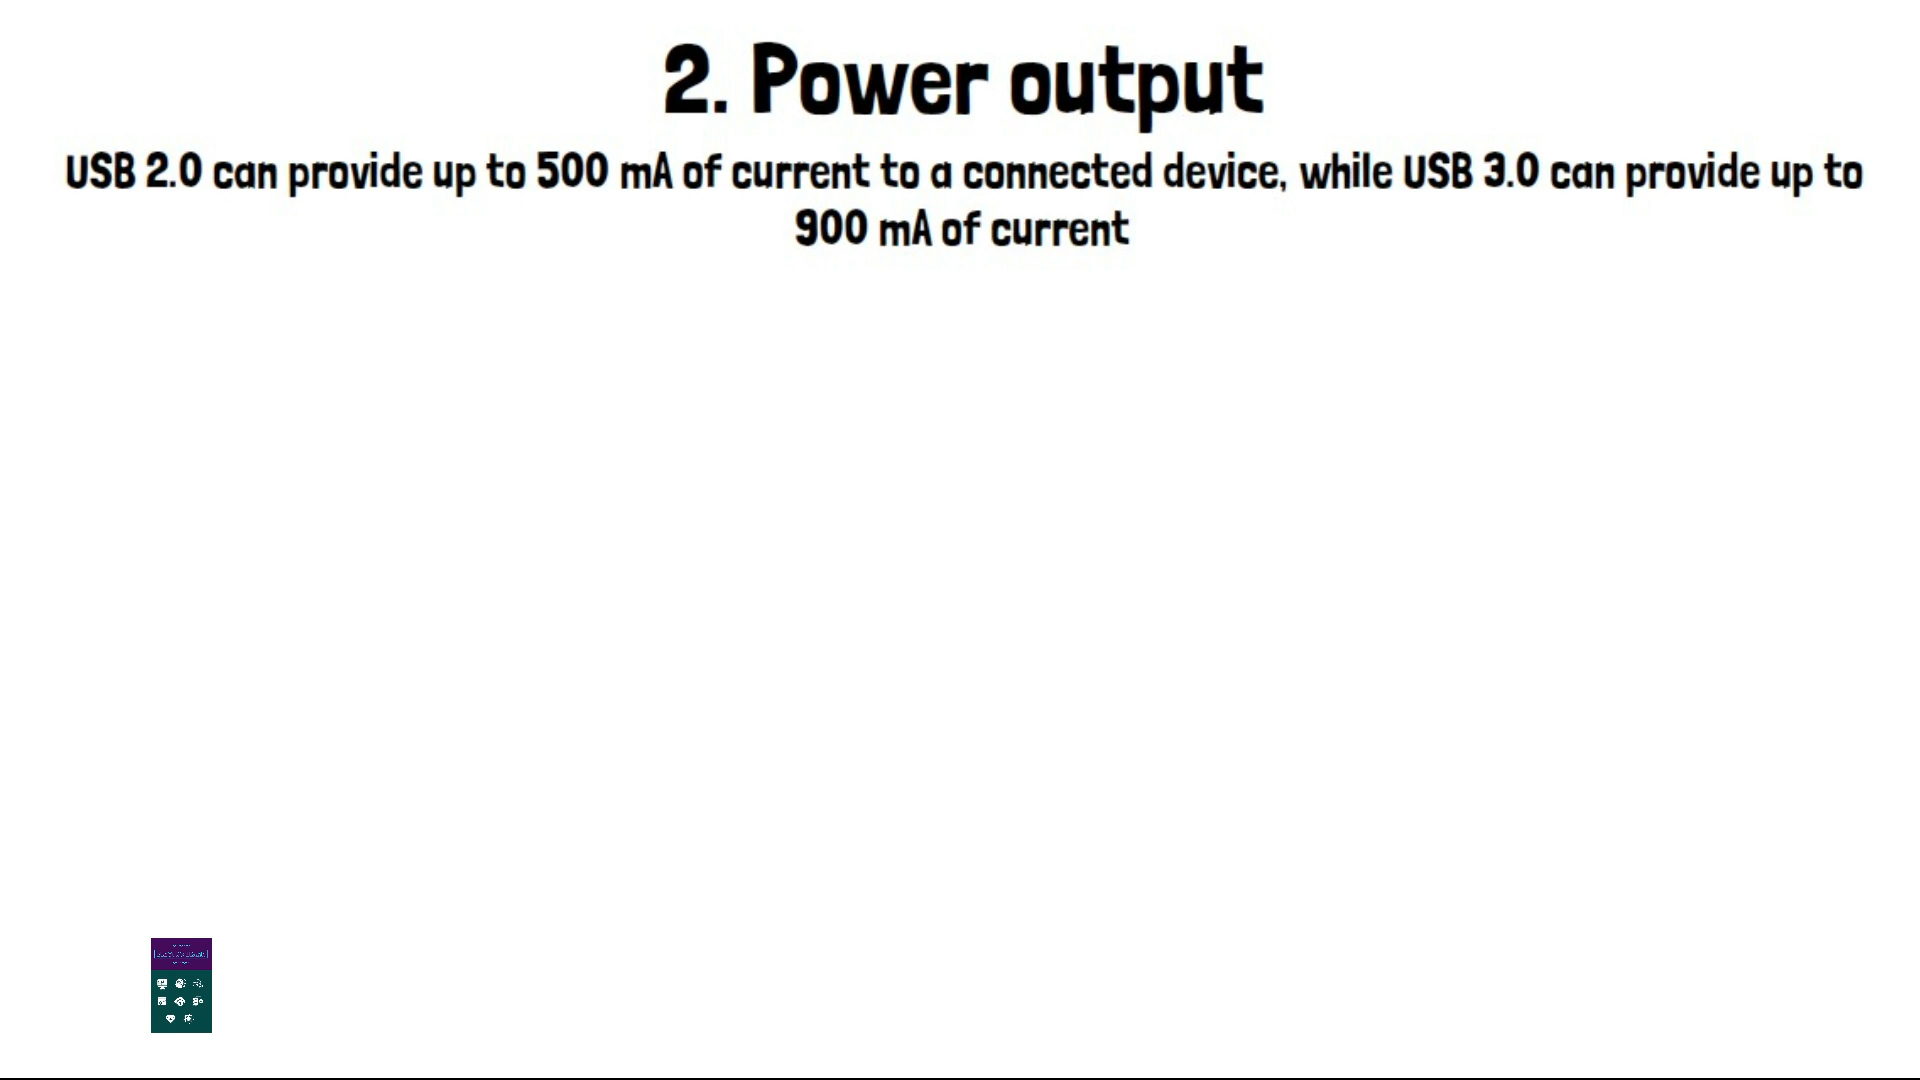 2. Power output
USB 2.0 can provide up to 500 mA of current to a connected device, while USB 3.0 can provide up to
900 mA of current